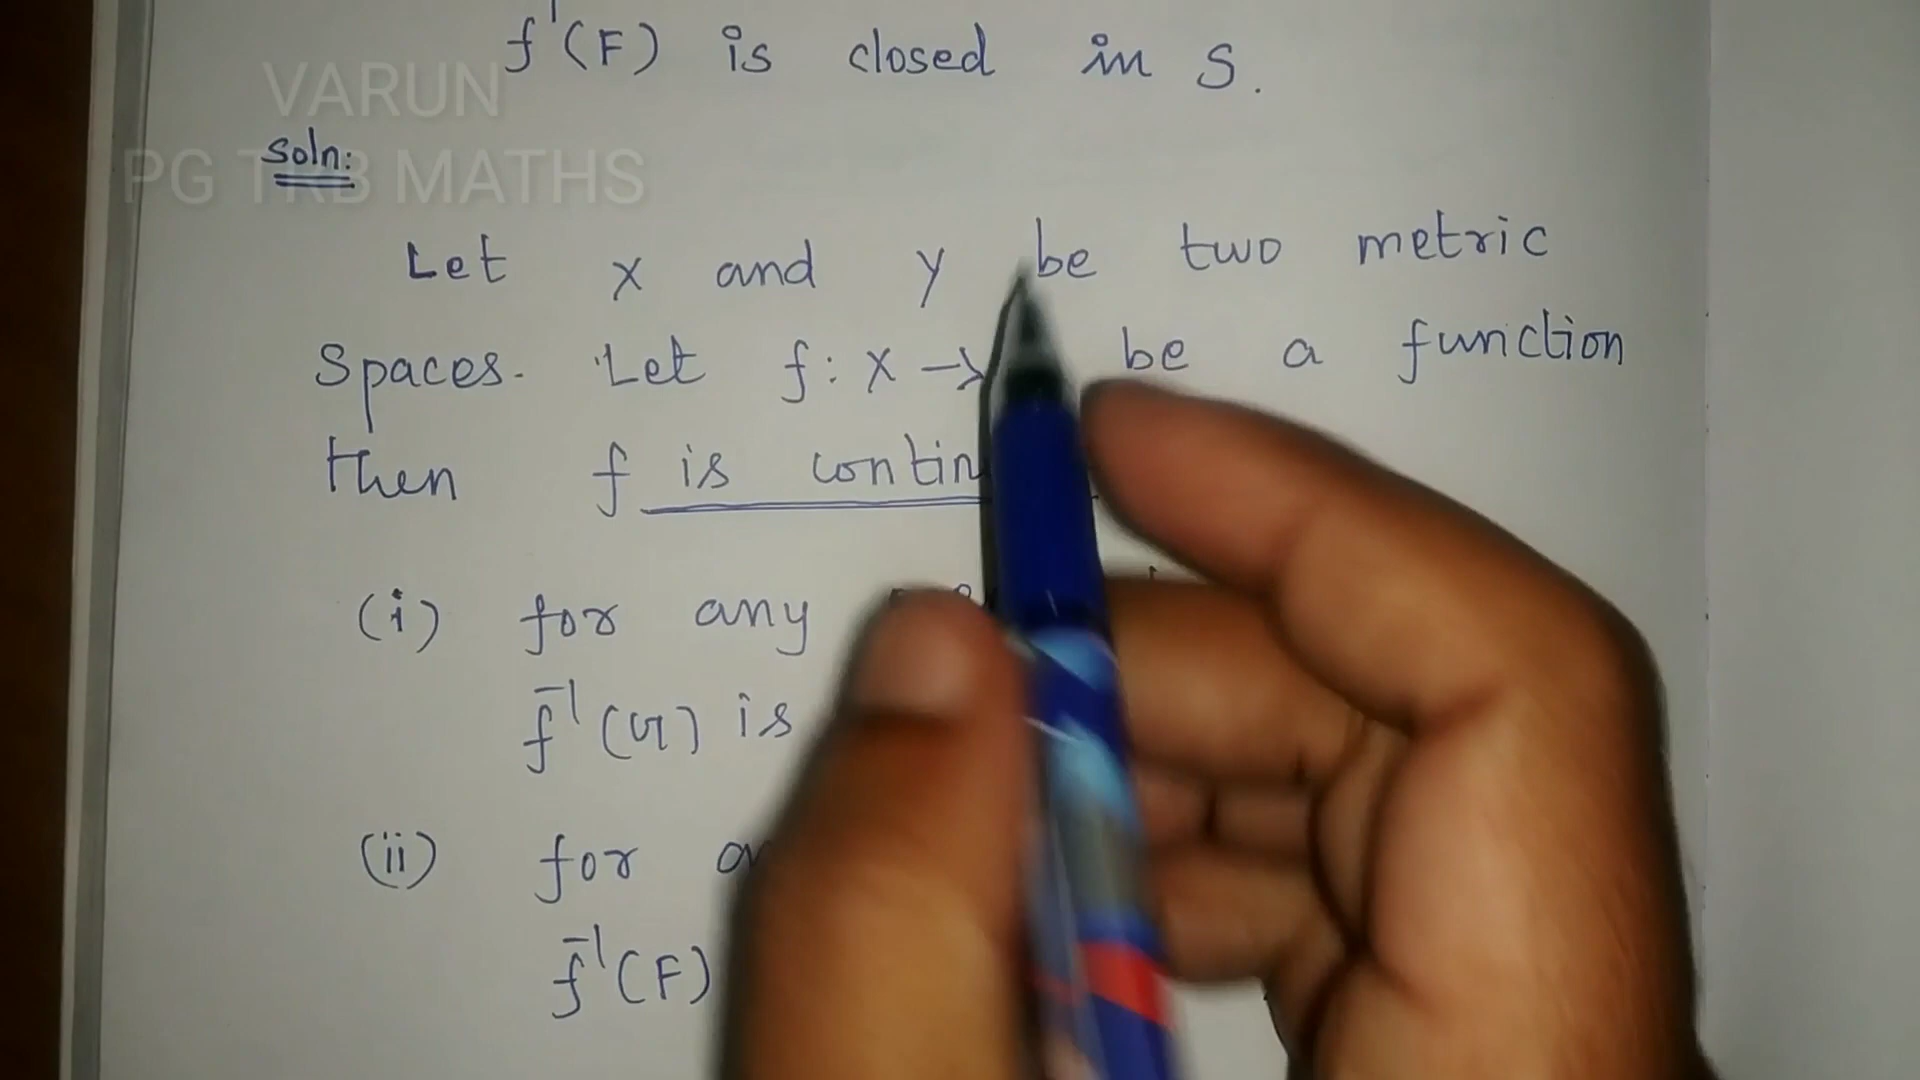 f⁻¹(F) is closed in S.
VARUN
PG TRB MATHS
Soln:
Let x and y be two metric
Spaces. Let f: x → be a function
then f is contin
(i) for any
f⁻¹(G) is
(ii) for
f⁻¹(F)